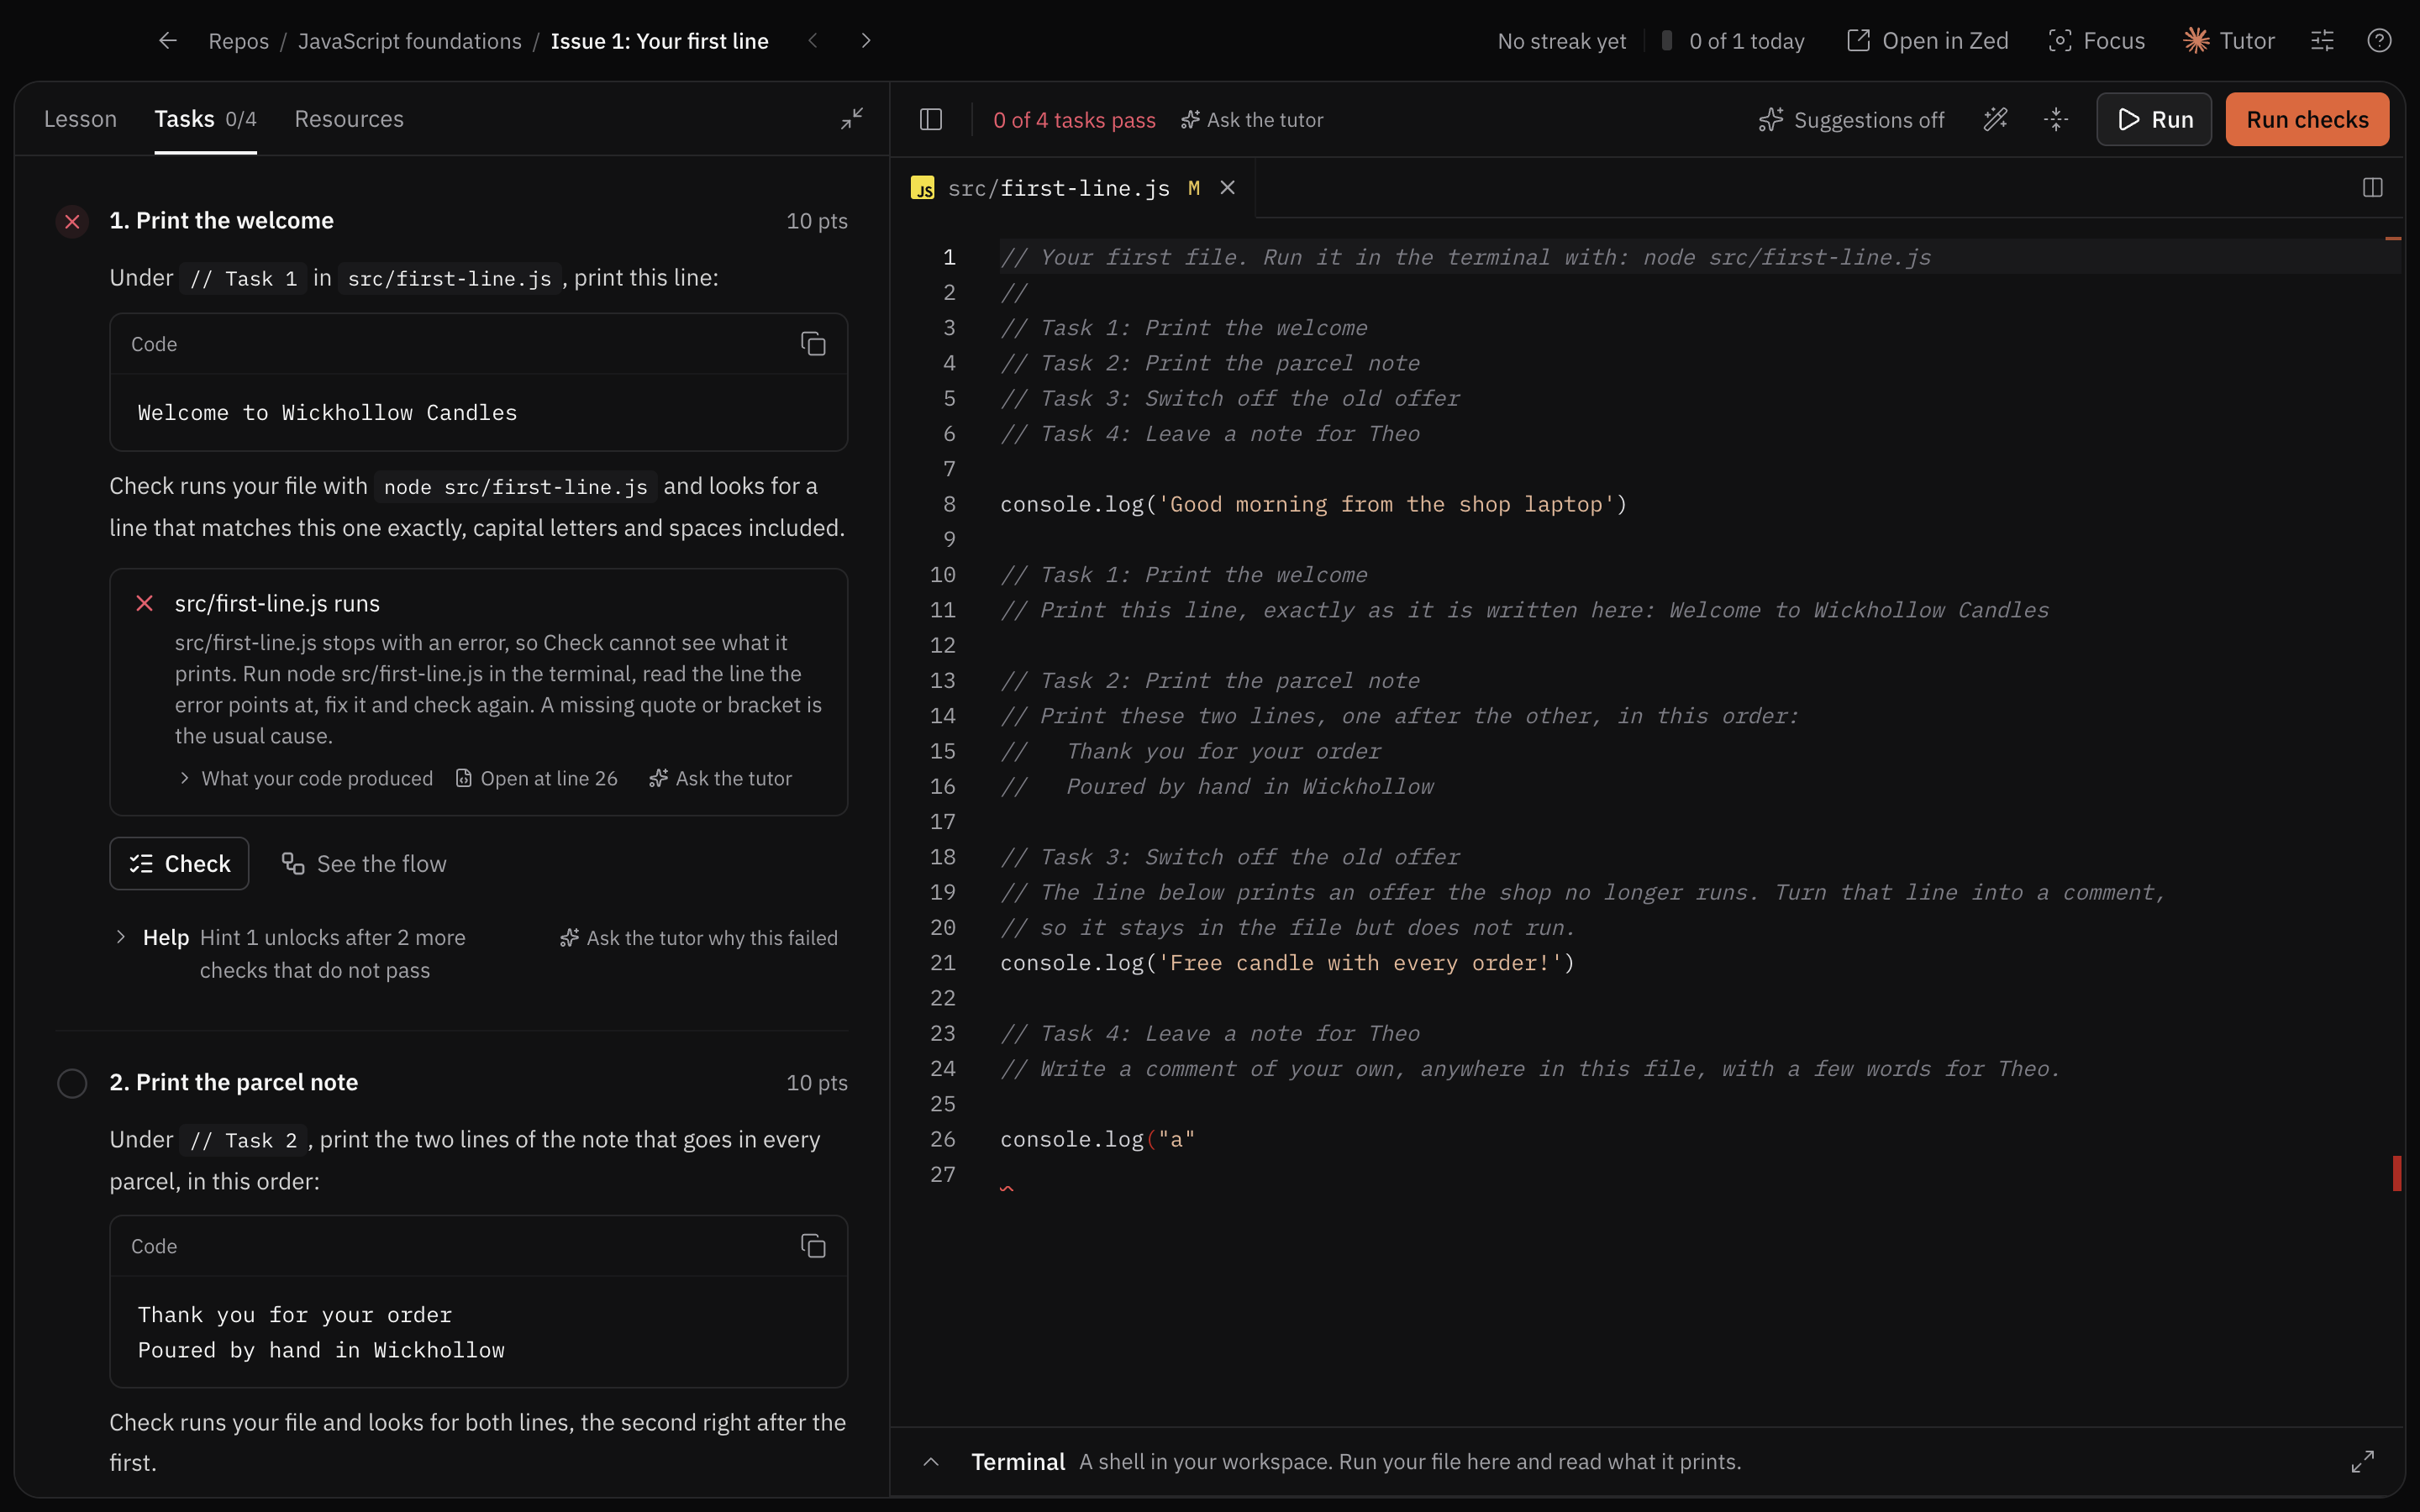 Repos / JavaScript foundations / Issue 1: Your first line
No streak yet
0 of 1 today
Open in Zed
Focus
Tutor
Lesson
Tasks 0/4
Resources
0 of 4 tasks pass
Ask the tutor
Suggestions off
Run
Run checks
1. Print the welcome
10 pts
Under // Task 1 in src/first-line.js, print this line:
Code
Welcome to Wickhollow Candles
Check runs your file with node src/first-line.js and looks for a
line that matches this one exactly, capital letters and spaces included.
src/first-line.js runs
src/first-line.js stops with an error, so Check cannot see what it
prints. Run node src/first-line.js in the terminal, read the line the
error points at, fix it and check again. A missing quote or bracket is
the usual cause.
What your code produced
Open at line 26
Ask the tutor
Check
See the flow
Help Hint 1 unlocks after 2 more
checks that do not pass
Ask the tutor why this failed
2. Print the parcel note
10 pts
Under // Task 2, print the two lines of the note that goes in every
parcel, in this order:
Code
Thank you for your order
Poured by hand in Wickhollow
Check runs your file and looks for both lines, the second right after the
first.
JS src/first-line.js M
1 // Your first file. Run it in the terminal with: node src/first-line.js
2 //
3 // Task 1: Print the welcome
4 // Task 2: Print the parcel note
5 // Task 3: Switch off the old offer
6 // Task 4: Leave a note for Theo
7
8 console.log('Good morning from the shop laptop')
9
10 // Task 1: Print the welcome
11 // Print this line, exactly as it is written here: Welcome to Wickhollow Candles
12
13 // Task 2: Print the parcel note
14 // Print these two lines, one after the other, in this order:
15 //   Thank you for your order
16 //   Poured by hand in Wickhollow
17
18 // Task 3: Switch off the old offer
19 // The line below prints an offer the shop no longer runs. Turn that line into a comment,
20 // so it stays in the file but does not run.
21 console.log('Free candle with every order!')
22
23 // Task 4: Leave a note for Theo
24 // Write a comment of your own, anywhere in this file, with a few words for Theo.
25
26 console.log("a"
27
Terminal A shell in your workspace. Run your file here and read what it prints.